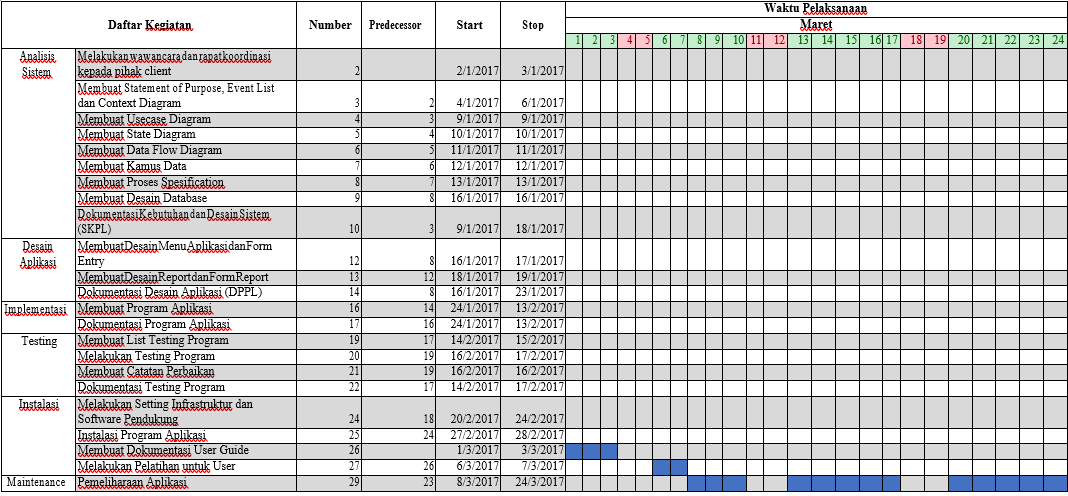 Waktu Pelaksanaan
Daftar Kegiatan Number Predecessor Start Stop Maret
1 2 3 4 5 6 7 8 9 10 11 12 13 14 15 16 17 18 19 20 21 22 23 24
Analisis Sistem
Melakukan wawancara dan rapat koordinasi
kepada pihak client 2 2/1/2017 3/1/2017
Membuat Statement of Purpose, Event List
dan Context Diagram 3 2 4/1/2017 6/1/2017
Membuat Usecase Diagram 4 3 9/1/2017 9/1/2017
Membuat State Diagram 5 4 10/1/2017 10/1/2017
Membuat Data Flow Diagram 6 5 11/1/2017 11/1/2017
Membuat Kamus Data 7 6 12/1/2017 12/1/2017
Membuat Proses Spesification 8 7 13/1/2017 13/1/2017
Membuat Desain Database 9 8 16/1/2017 16/1/2017
Dokumentasi Kebutuhan dan Desain Sistem
(SKPL) 10 3 9/1/2017 18/1/2017
Desain Aplikasi
Membuat Desain Menu Aplikasi dan Form
Entry 12 8 16/1/2017 17/1/2017
Membuat Desain Report dan Form Report 13 12 18/1/2017 19/1/2017
Dokumentasi Desain Aplikasi (DPPL) 14 8 16/1/2017 23/1/2017
Implementasi Membuat Program Aplikasi 16 14 24/1/2017 13/2/2017
Dokumentasi Program Aplikasi 17 16 24/1/2017 13/2/2017
Testing Membuat List Testing Program 19 17 14/2/2017 15/2/2017
Melakukan Testing Program 20 19 16/2/2017 17/2/2017
Membuat Catatan Perbaikan 21 19 16/2/2017 16/2/2017
Dokumentasi Testing Program 22 17 14/2/2017 17/2/2017
Instalasi Melakukan Setting Infrastruktur dan
Software Pendukung 24 18 20/2/2017 24/2/2017
Instalasi Program Aplikasi 25 24 27/2/2017 28/2/2017
Membuat Dokumentasi User Guide 26 1/3/2017 3/3/2017
Melakukan Pelatihan untuk User 27 26 6/3/2017 7/3/2017
Maintenance Pemeliharaan Aplikasi 29 23 8/3/2017 24/3/2017